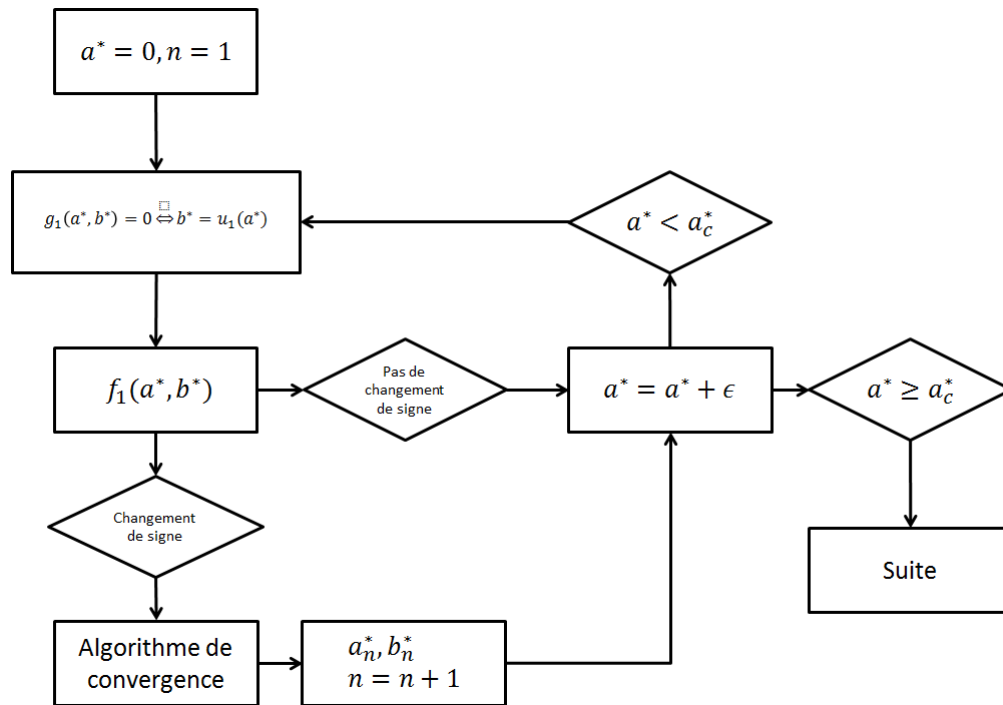 a* = 0, n = 1
g₁(a*, b*) = 0 ⇔ b* = u₁(a*)
a* < a*_c
f₁(a*, b*)
Pas de
changement
de signe
a* = a* + ϵ
a* ≥ a*_c
Changement
de signe
Suite
Algorithme de
convergence
a*_n, b*_n
n = n + 1